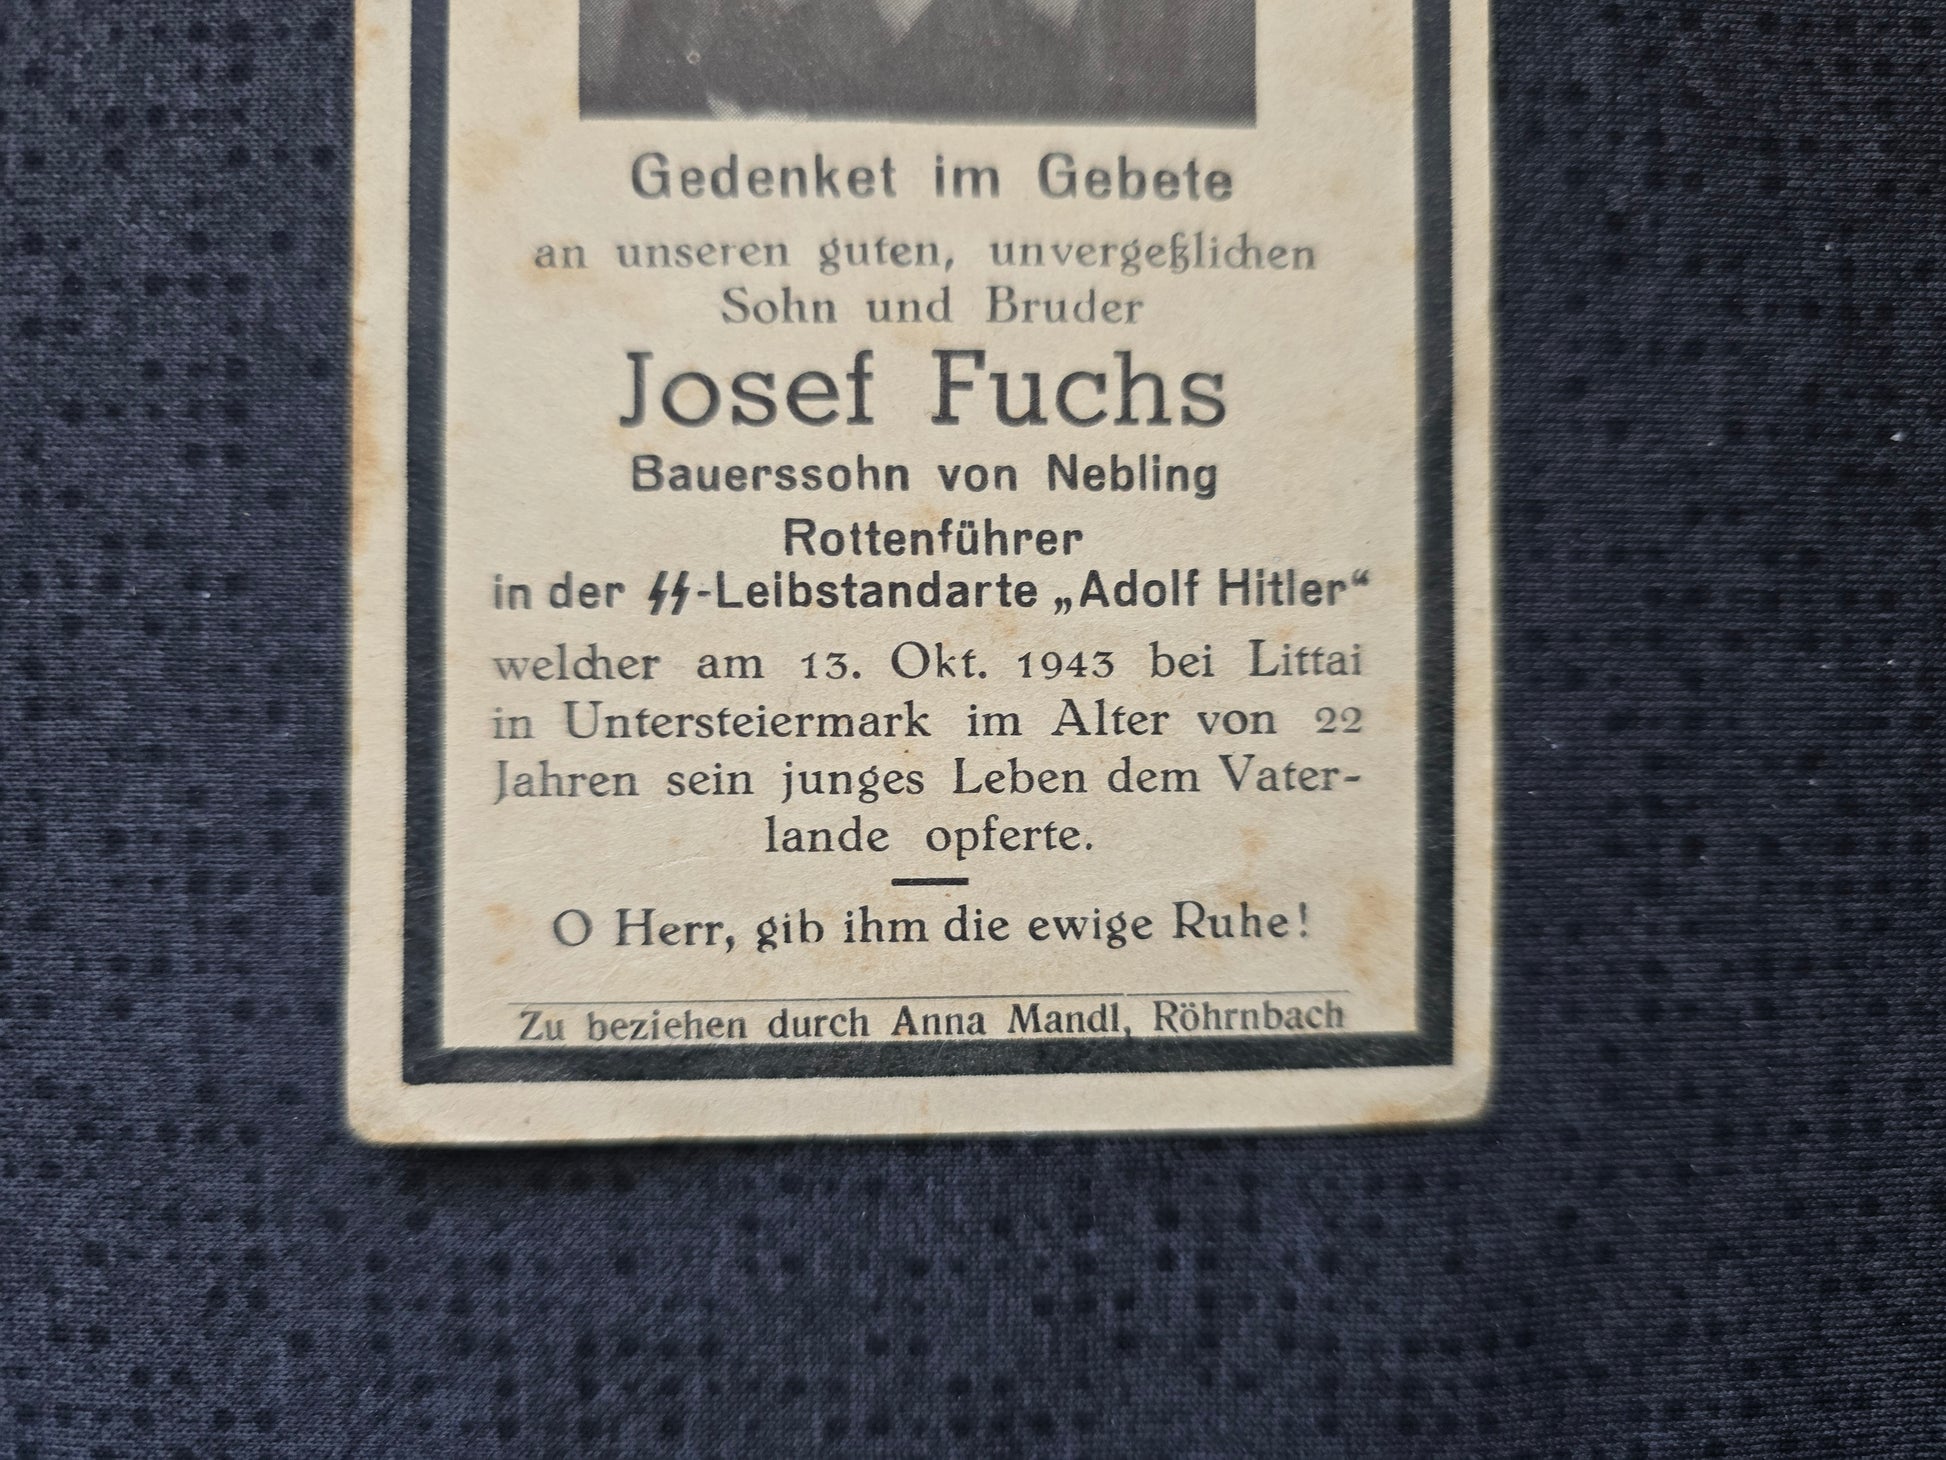 Gedenket im Gebete
an unseren guten, unvergeßlichen
Sohn und Bruder
Josef Fuchs
Bauerssohn von Nebling
Rottenführer
in der ᛋᛋ-Leibstandarte „Adolf Hitler“
welcher am 13. Okt. 1943 bei Littai
in Untersteiermark im Alter von 22
Jahren sein junges Leben dem Vater-
lande opferte.
O Herr, gib ihm die ewige Ruhe!
Zu beziehen durch Anna Mandl, Röhrnbach